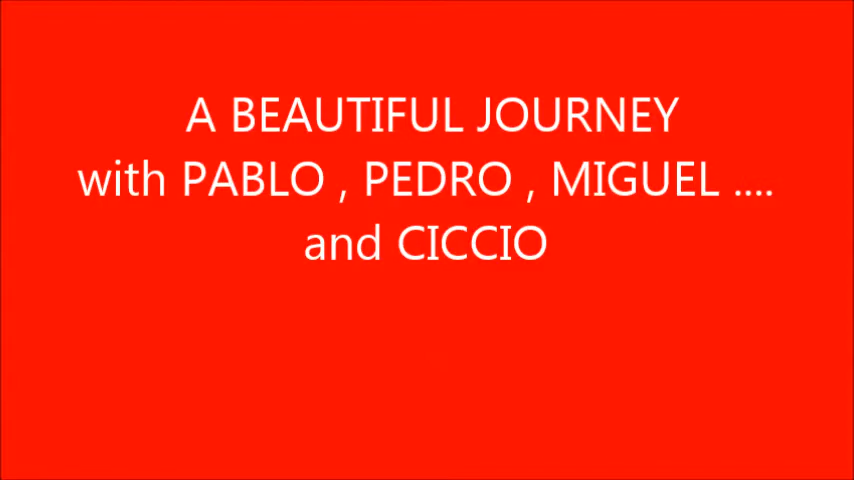 A BEAUTIFUL JOURNEY
with PABLO , PEDRO , MIGUEL ....
and CICCIO